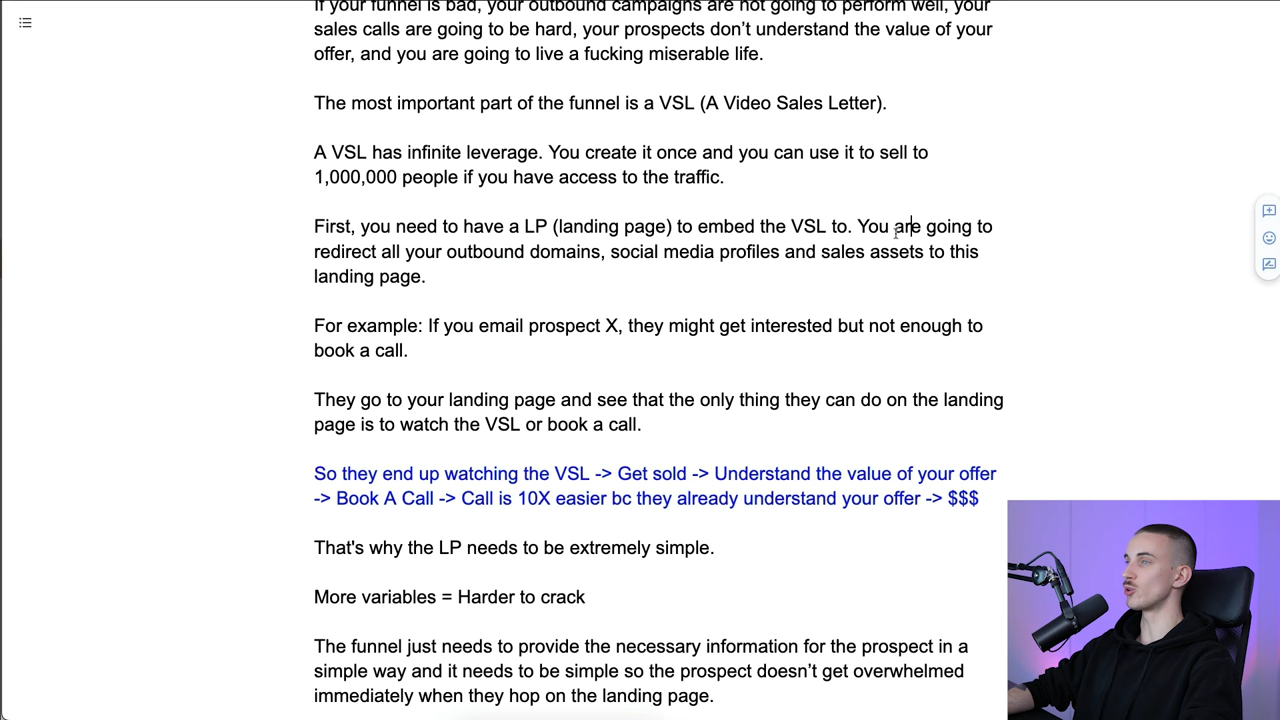 If your funnel is bad, your outbound campaigns are not going to perform well, your
sales calls are going to be hard, your prospects don’t understand the value of your
offer, and you are going to live a fucking miserable life.
The most important part of the funnel is a VSL (A Video Sales Letter).
A VSL has infinite leverage. You create it once and you can use it to sell to
1,000,000 people if you have access to the traffic.
First, you need to have a LP (landing page) to embed the VSL to. You are going to
redirect all your outbound domains, social media profiles and sales assets to this
landing page.
For example: If you email prospect X, they might get interested but not enough to
book a call.
They go to your landing page and see that the only thing they can do on the landing
page is to watch the VSL or book a call.
So they end up watching the VSL -> Get sold -> Understand the value of your offer
-> Book A Call -> Call is 10X easier bc they already understand your offer -> $$$
That's why the LP needs to be extremely simple.
More variables = Harder to crack
The funnel just needs to provide the necessary information for the prospect in a
simple way and it needs to be simple so the prospect doesn’t get overwhelmed
immediately when they hop on the landing page.